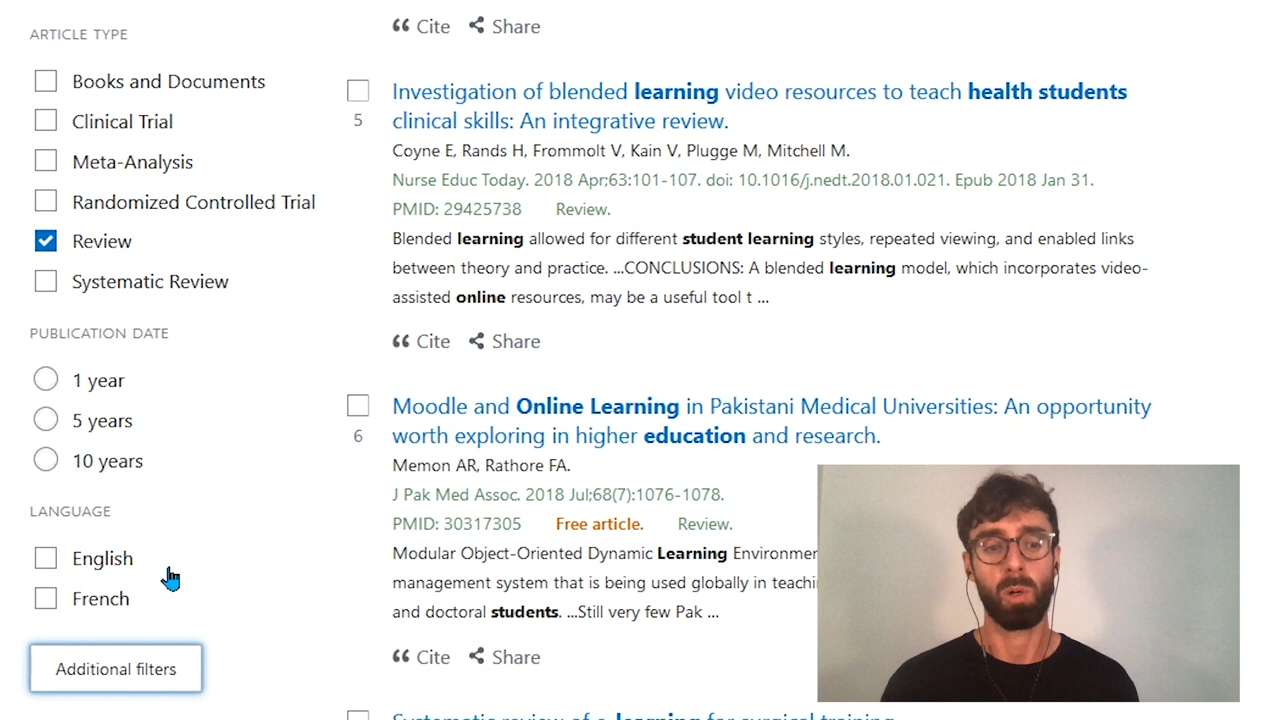 ARTICLE TYPE
Books and Documents
Clinical Trial
Meta-Analysis
Randomized Controlled Trial
Review
Systematic Review
PUBLICATION DATE
1 year
5 years
10 years
LANGUAGE
English
French
Additional filters
Cite Share
Investigation of blended learning video resources to teach health students
5 clinical skills: An integrative review.
Coyne E, Rands H, Frommolt V, Kain V, Plugge M, Mitchell M.
Nurse Educ Today. 2018 Apr;63:101-107. doi: 10.1016/j.nedt.2018.01.021. Epub 2018 Jan 31.
PMID: 29425738 Review.
Blended learning allowed for different student learning styles, repeated viewing, and enabled links
between theory and practice. ...CONCLUSIONS: A blended learning model, which incorporates video-
assisted online resources, may be a useful tool t ...
Cite Share
Moodle and Online Learning in Pakistani Medical Universities: An opportunity
6 worth exploring in higher education and research.
Memon AR, Rathore FA.
J Pak Med Assoc. 2018 Jul;68(7):1076-1078.
PMID: 30317305 Free article. Review.
Modular Object-Oriented Dynamic Learning
management system that is being used globally in
and doctoral students. ...Still very few Pak ...
Cite Share